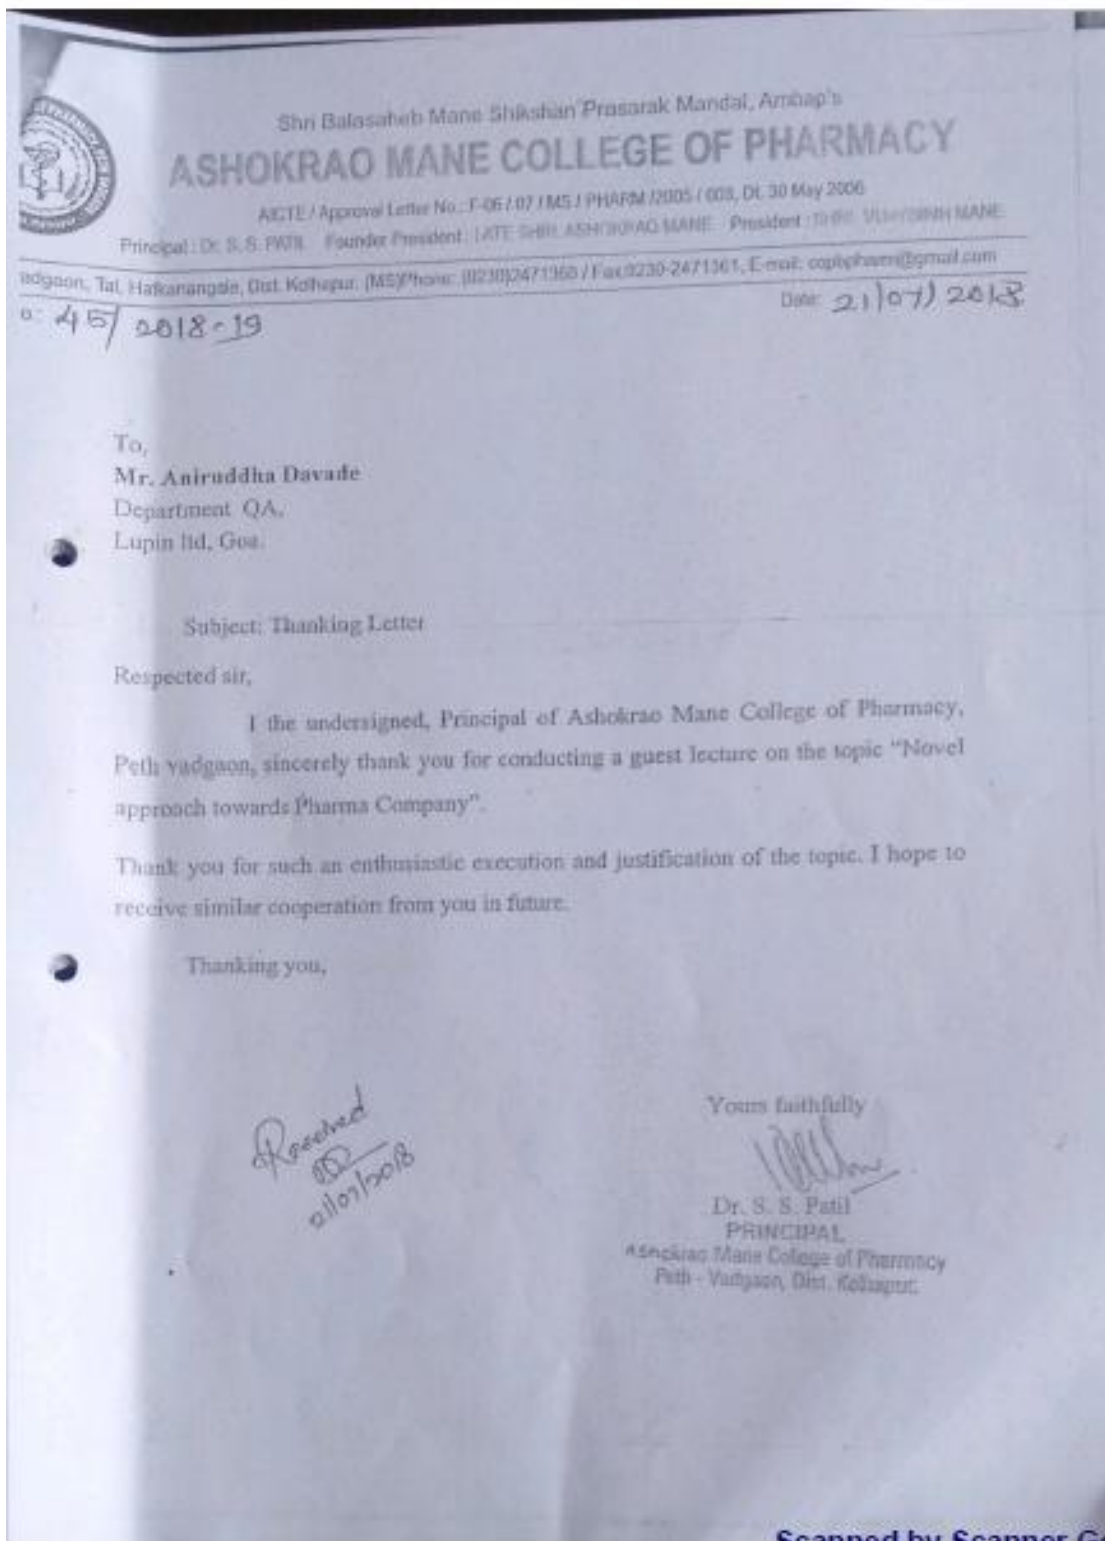 Shri Balasaheb Mane Shikshan Prasarak Mandal, Ambap's
ASHOKRAO MANE COLLEGE OF PHARMACY
AICTE / Approval Letter No.: F-06 / 07 / MS / PHARM /2005 / 003, Dt. 30 May 2006
Principal : Dr. S. S. PATIL Founder President : LATE SHRI. ASHOKRAO MANE President : SHRI. MANE
adgaon, Tal. Hatkanangale, Dist. Kolhapur. (MS) Phone: / Fax:0230-2471361, E-mail:
o: 45/ 2018-19
Date: 21/07/2018
To,
Mr. Aniruddha Davade
Department QA,
Lupin ltd, Goa.
Subject: Thanking Letter
Respected sir,
I the undersigned, Principal of Ashokrao Mane College of Pharmacy,
Peth vadgaon, sincerely thank you for conducting a guest lecture on the topic “Novel
approach towards Pharma Company”.
Thank you for such an enthusiastic execution and justification of the topic. I hope to
receive similar cooperation from you in future.
Thanking you,
Received
21/07/2018
Yours faithfully
Dr. S. S. Patil
PRINCIPAL
Ashokrao Mane College of Pharmacy
Peth - Vadgaon, Dist. Kolhapur.
Scanned by Scanner Go